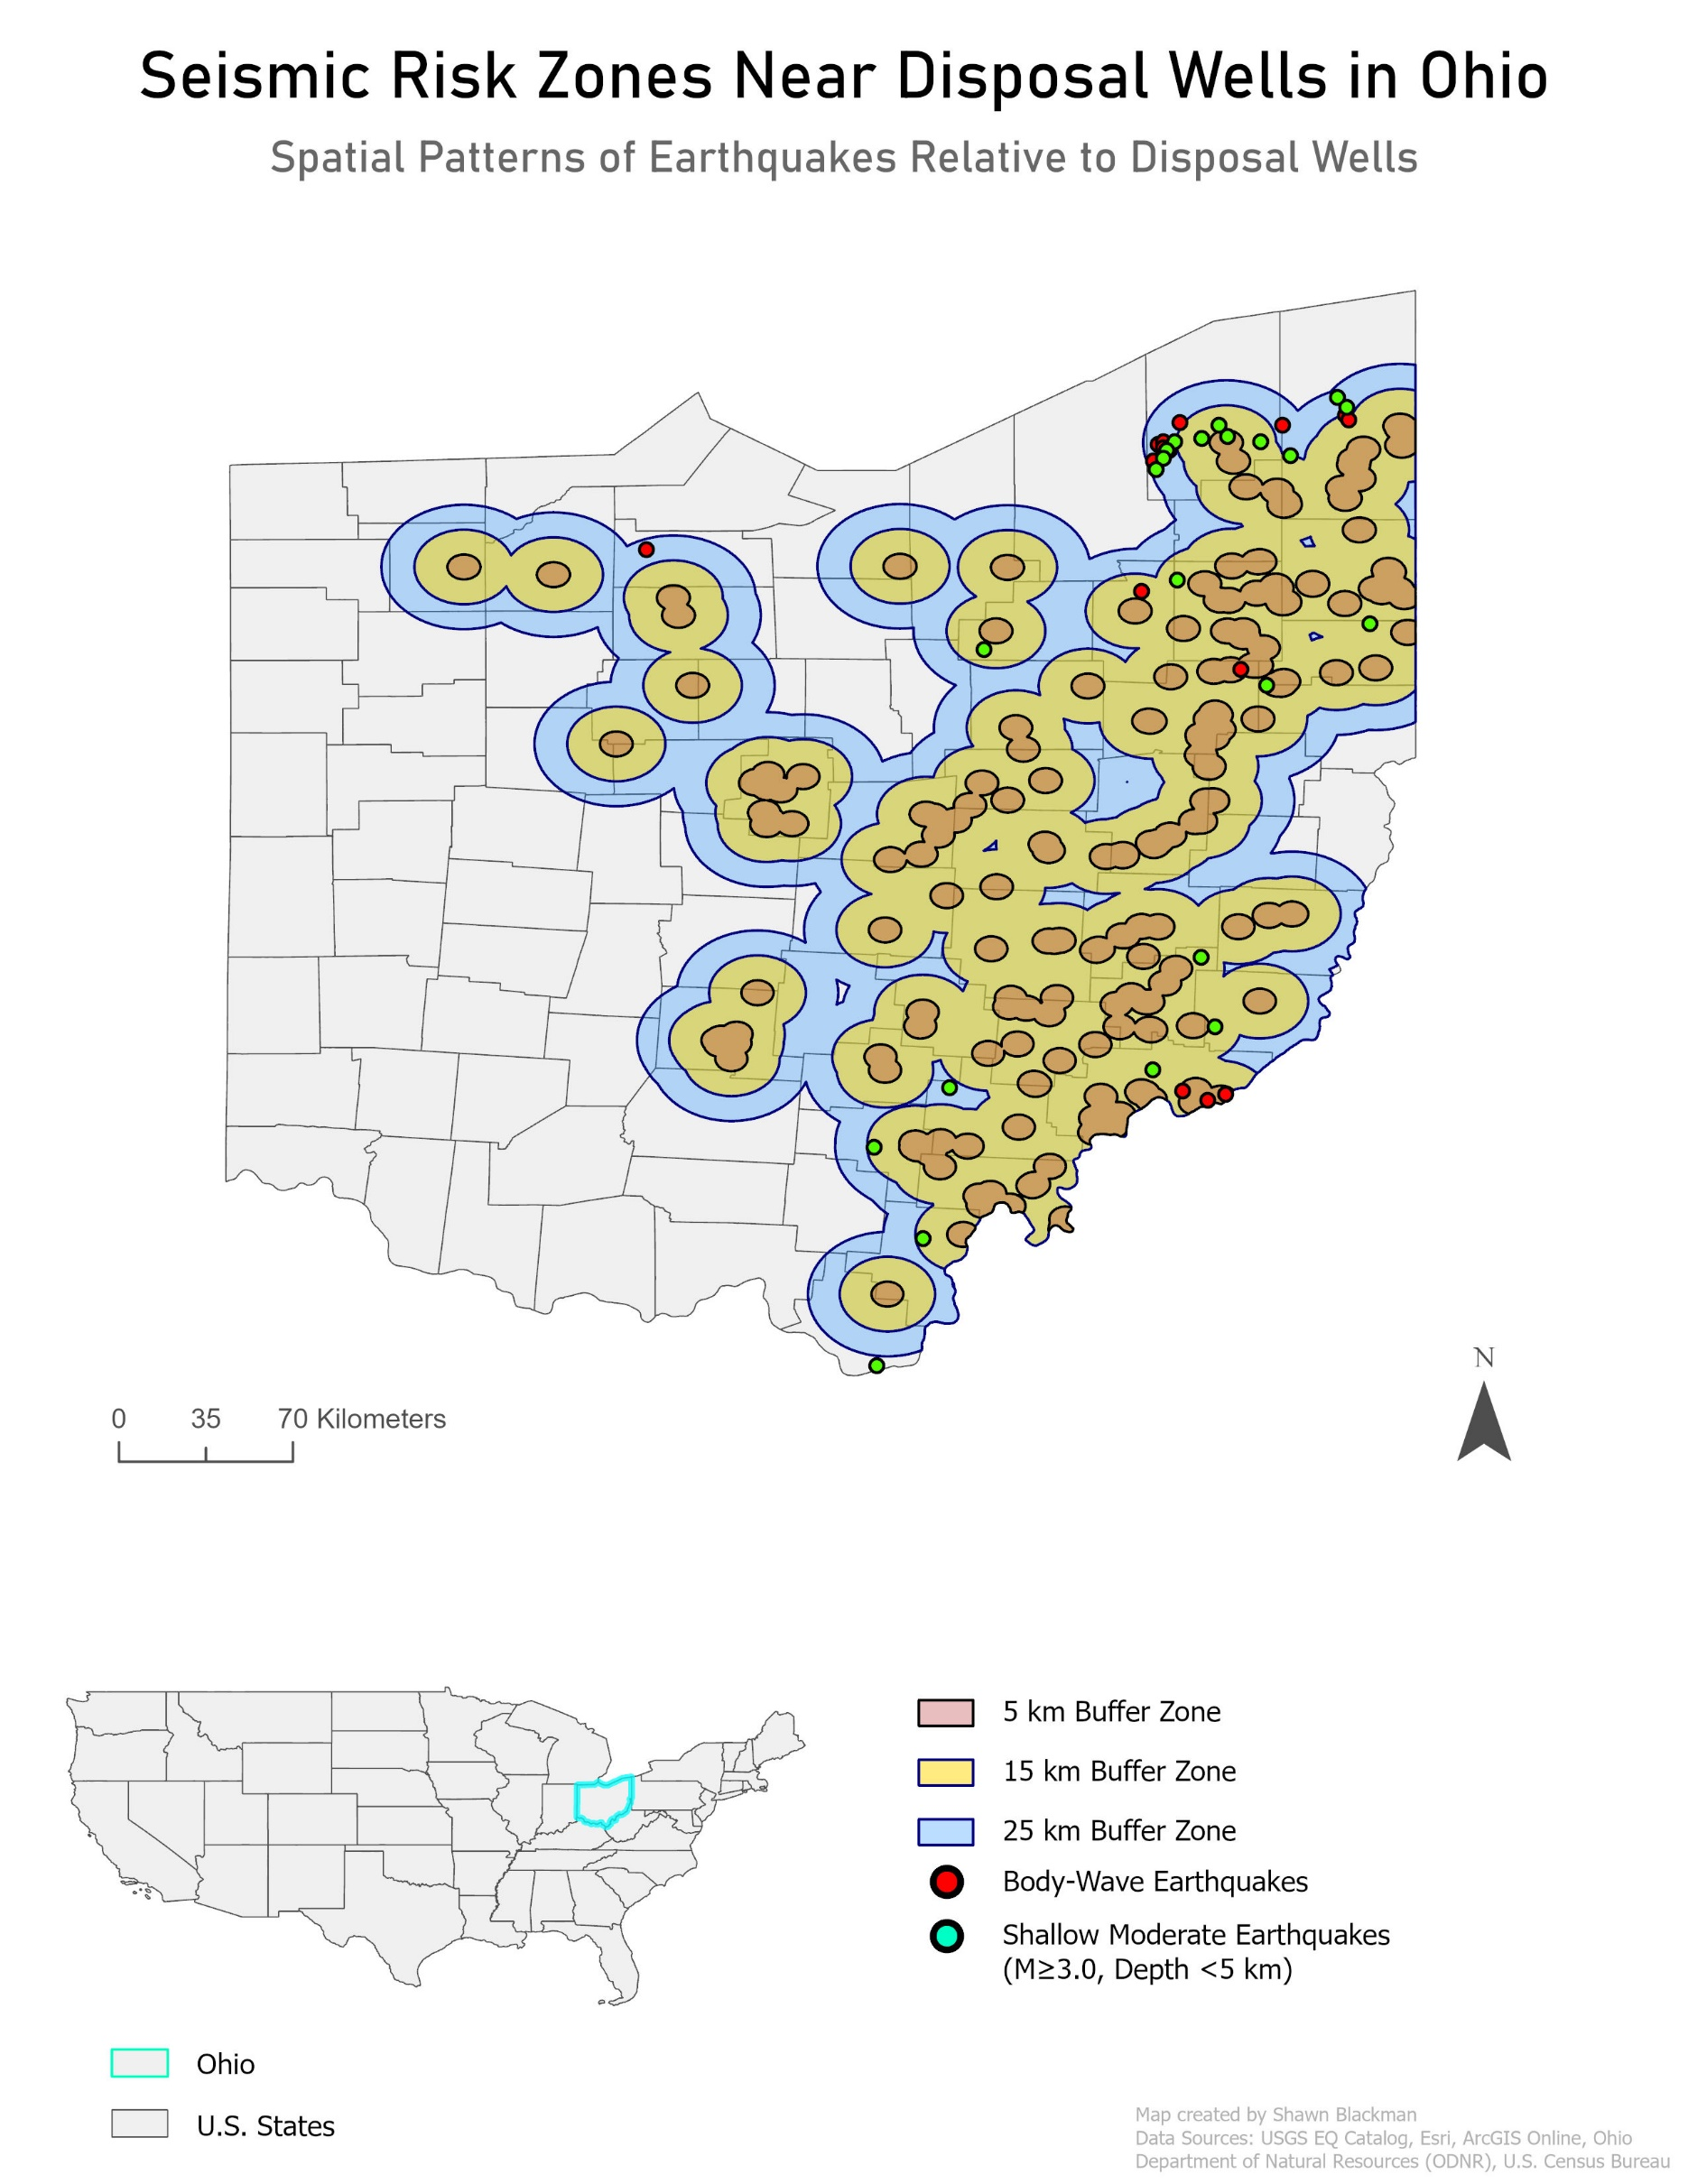 Seismic Risk Zones Near Disposal Wells in Ohio
Spatial Patterns of Earthquakes Relative to Disposal Wells
N
0 35 70 Kilometers
5 km Buffer Zone
15 km Buffer Zone
25 km Buffer Zone
Body-Wave Earthquakes
Shallow Moderate Earthquakes
(M≥3.0, Depth <5 km)
Ohio
U.S. States
Map created by Shawn Blackman
Data Sources: USGS EQ Catalog, Esri, ArcGIS Online, Ohio
Department of Natural Resources (ODNR), U.S. Census Bureau